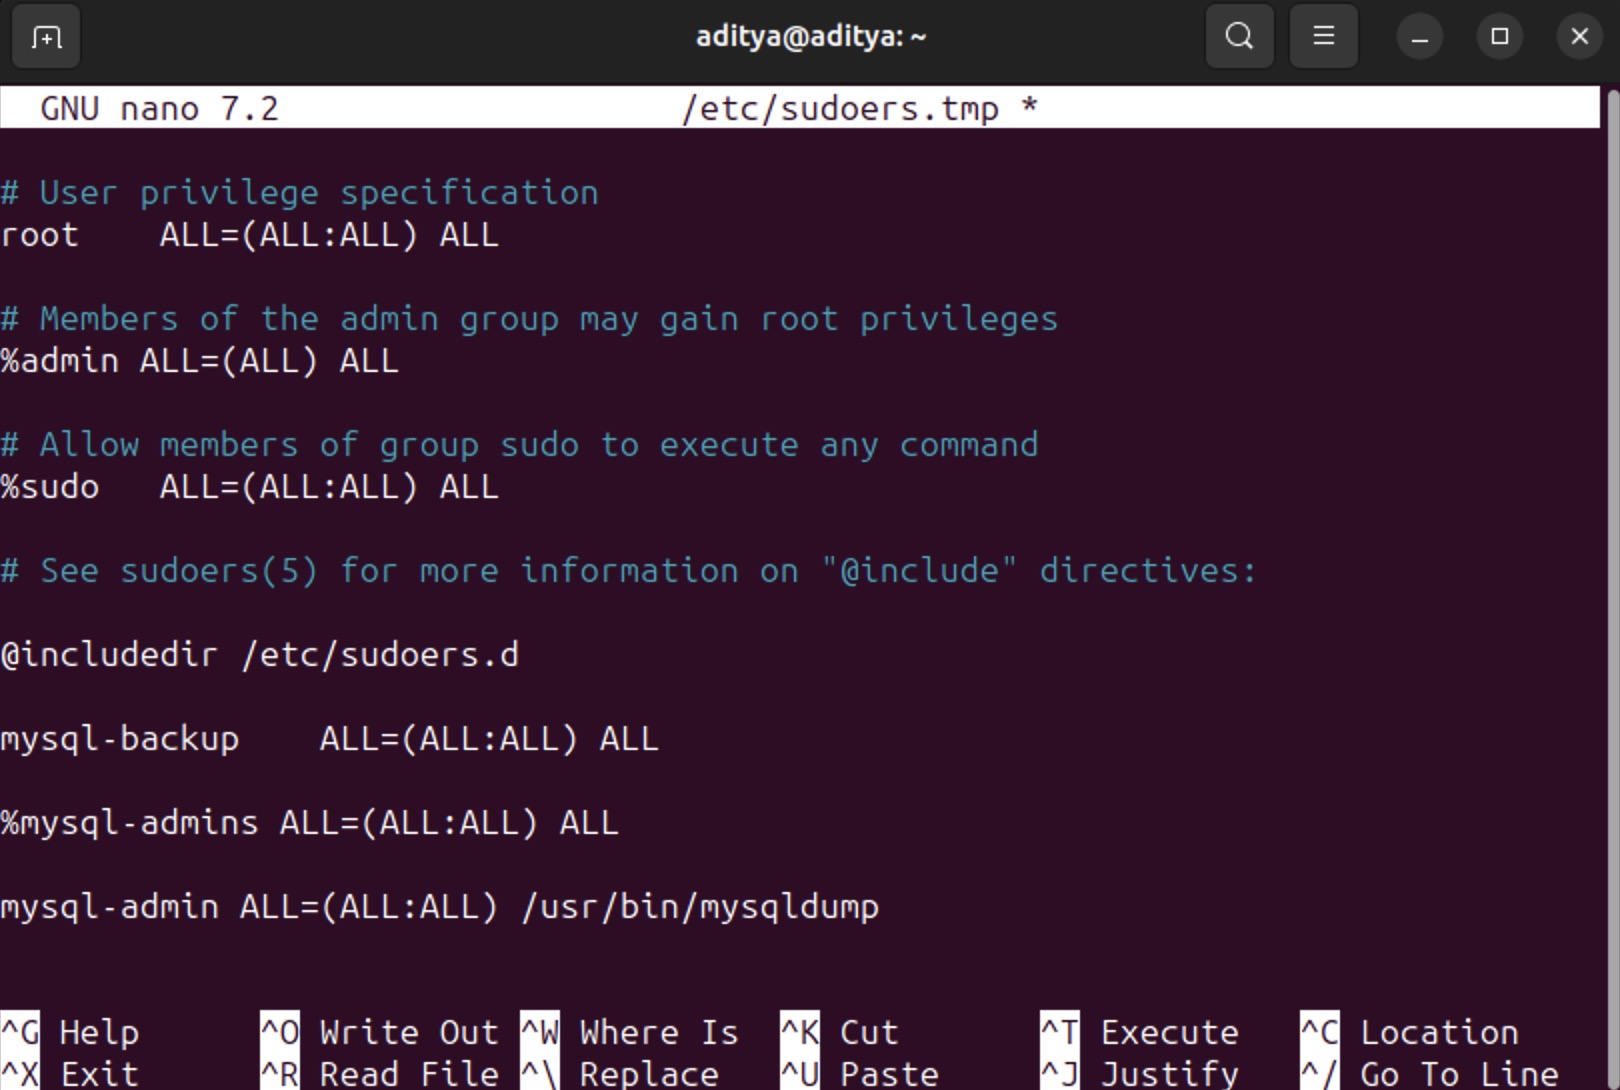 aditya@aditya: ~
GNU nano 7.2 /etc/sudoers.tmp *
# User privilege specification
root    ALL=(ALL:ALL) ALL
# Members of the admin group may gain root privileges
%admin ALL=(ALL) ALL
# Allow members of group sudo to execute any command
%sudo   ALL=(ALL:ALL) ALL
# See sudoers(5) for more information on "@include" directives:
@includedir /etc/sudoers.d
mysql-backup    ALL=(ALL:ALL) ALL
%mysql-admins ALL=(ALL:ALL) ALL
mysql-admin ALL=(ALL:ALL) /usr/bin/mysqldump
^G Help ^O Write Out ^W Where Is ^K Cut ^T Execute ^C Location
^X Exit ^R Read File ^\ Replace ^U Paste ^J Justify ^/ Go To Line